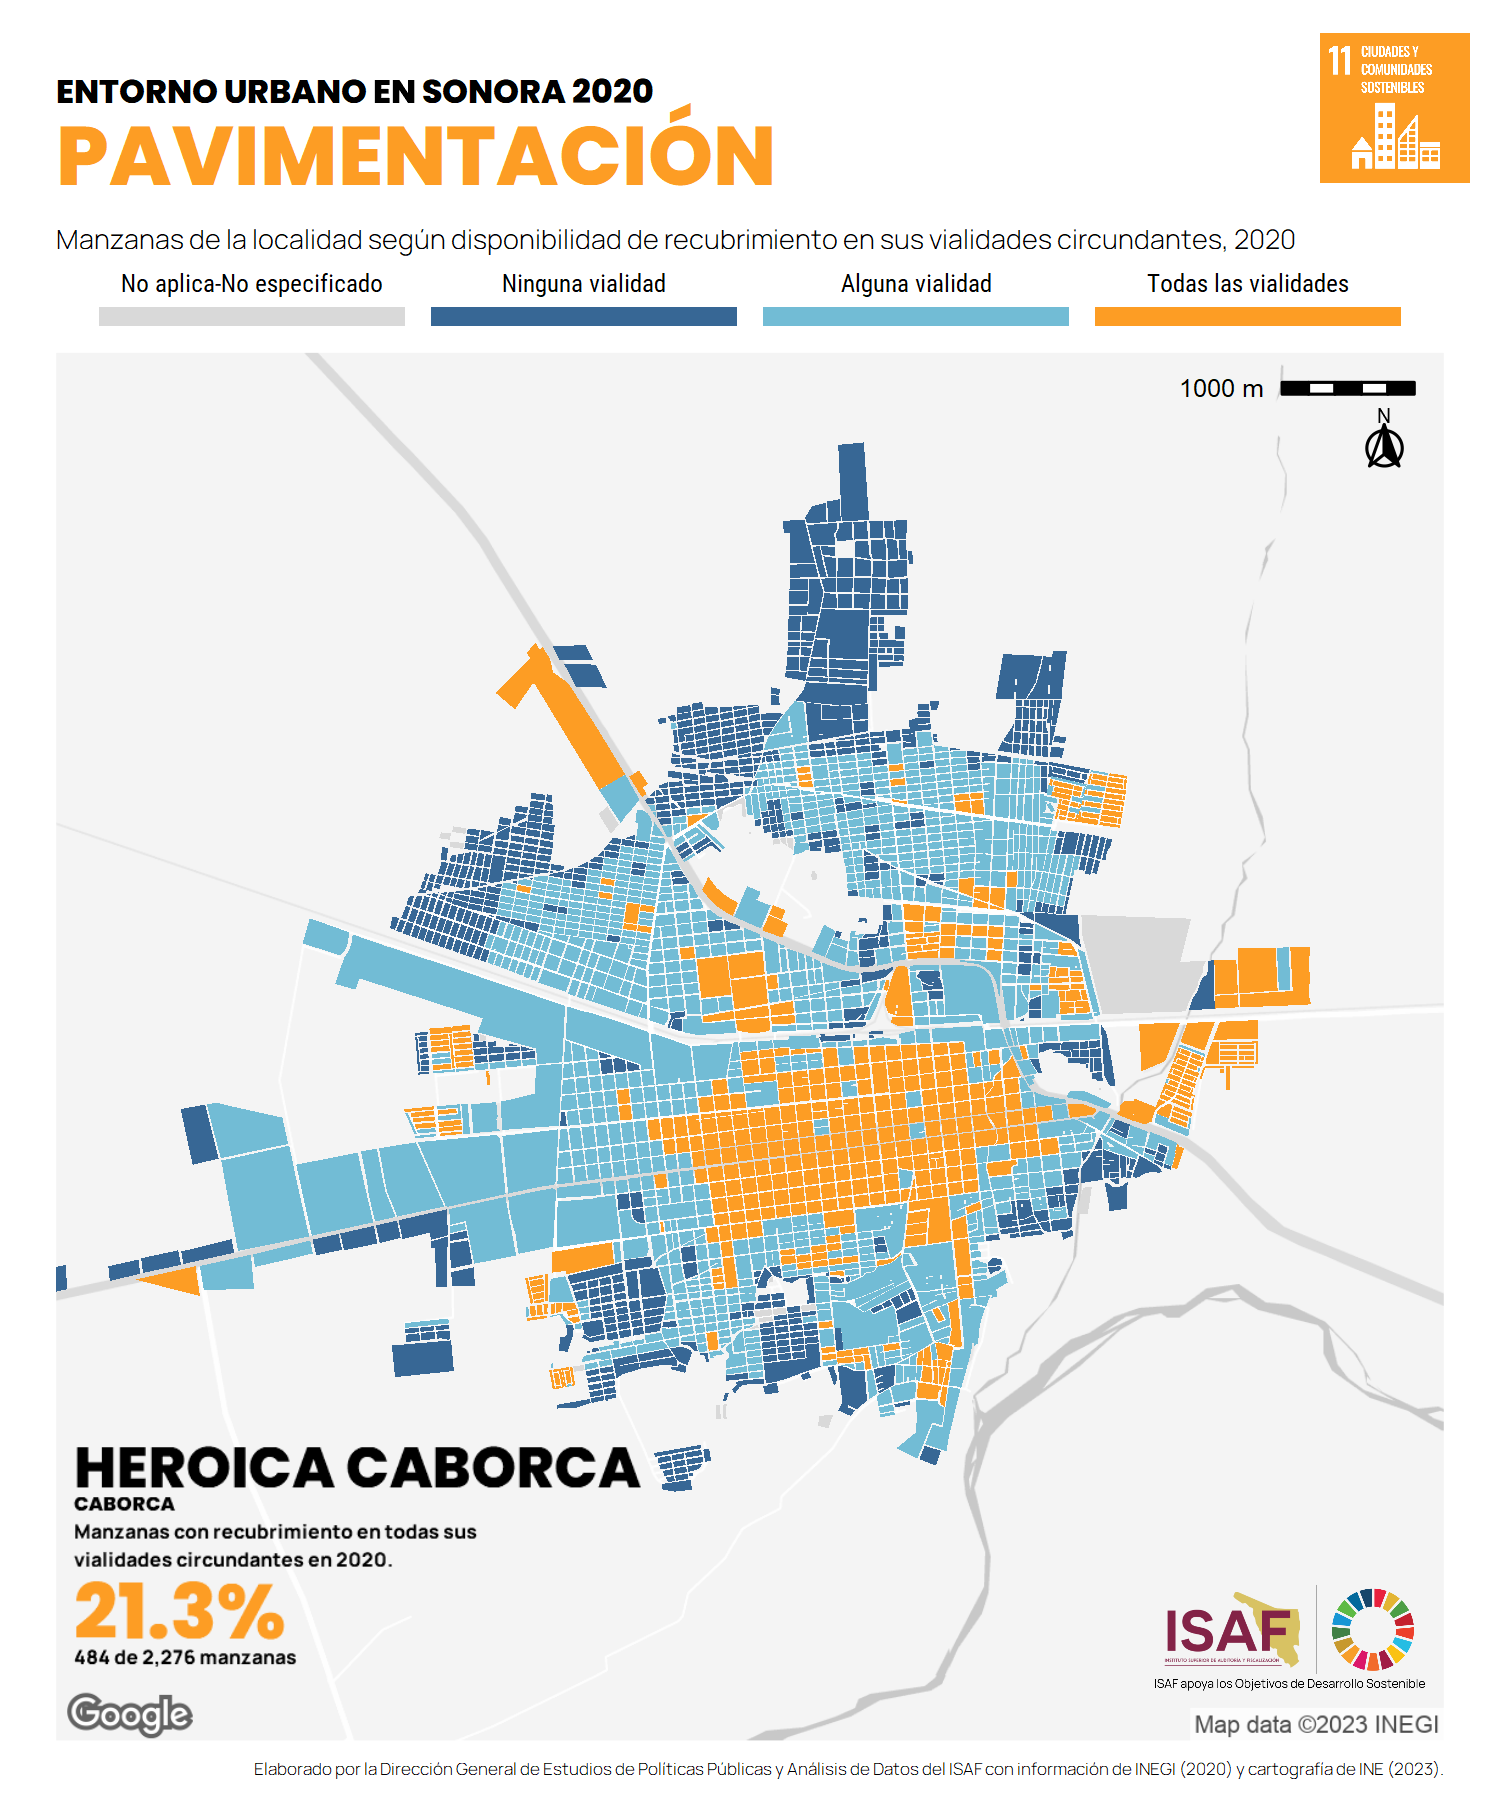 11 CIUDADES Y
COMUNIDADES
SOSTENIBLES
ENTORNO URBANO EN SONORA 2020
PAVIMENTACIÓN
Manzanas de la localidad según disponibilidad de recubrimiento en sus vialidades circundantes, 2020
No aplica-No especificado Ninguna vialidad Alguna vialidad Todas las vialidades
1000 m
N
HEROICA CABORCA
CABORCA
Manzanas con recubrimiento en todas sus
vialidades circundantes en 2020.
21.3%
484 de 2,276 manzanas
Google
ISAF
INSTITUTO SUPERIOR DE AUDITORÍA Y FISCALIZACIÓN
ISAF apoya los Objetivos de Desarrollo Sostenible
Map data ©2023 INEGI
Elaborado por la Dirección General de Estudios de Políticas Públicas y Análisis de Datos del ISAF con información de INEGI (2020) y cartografía de INE (2023).